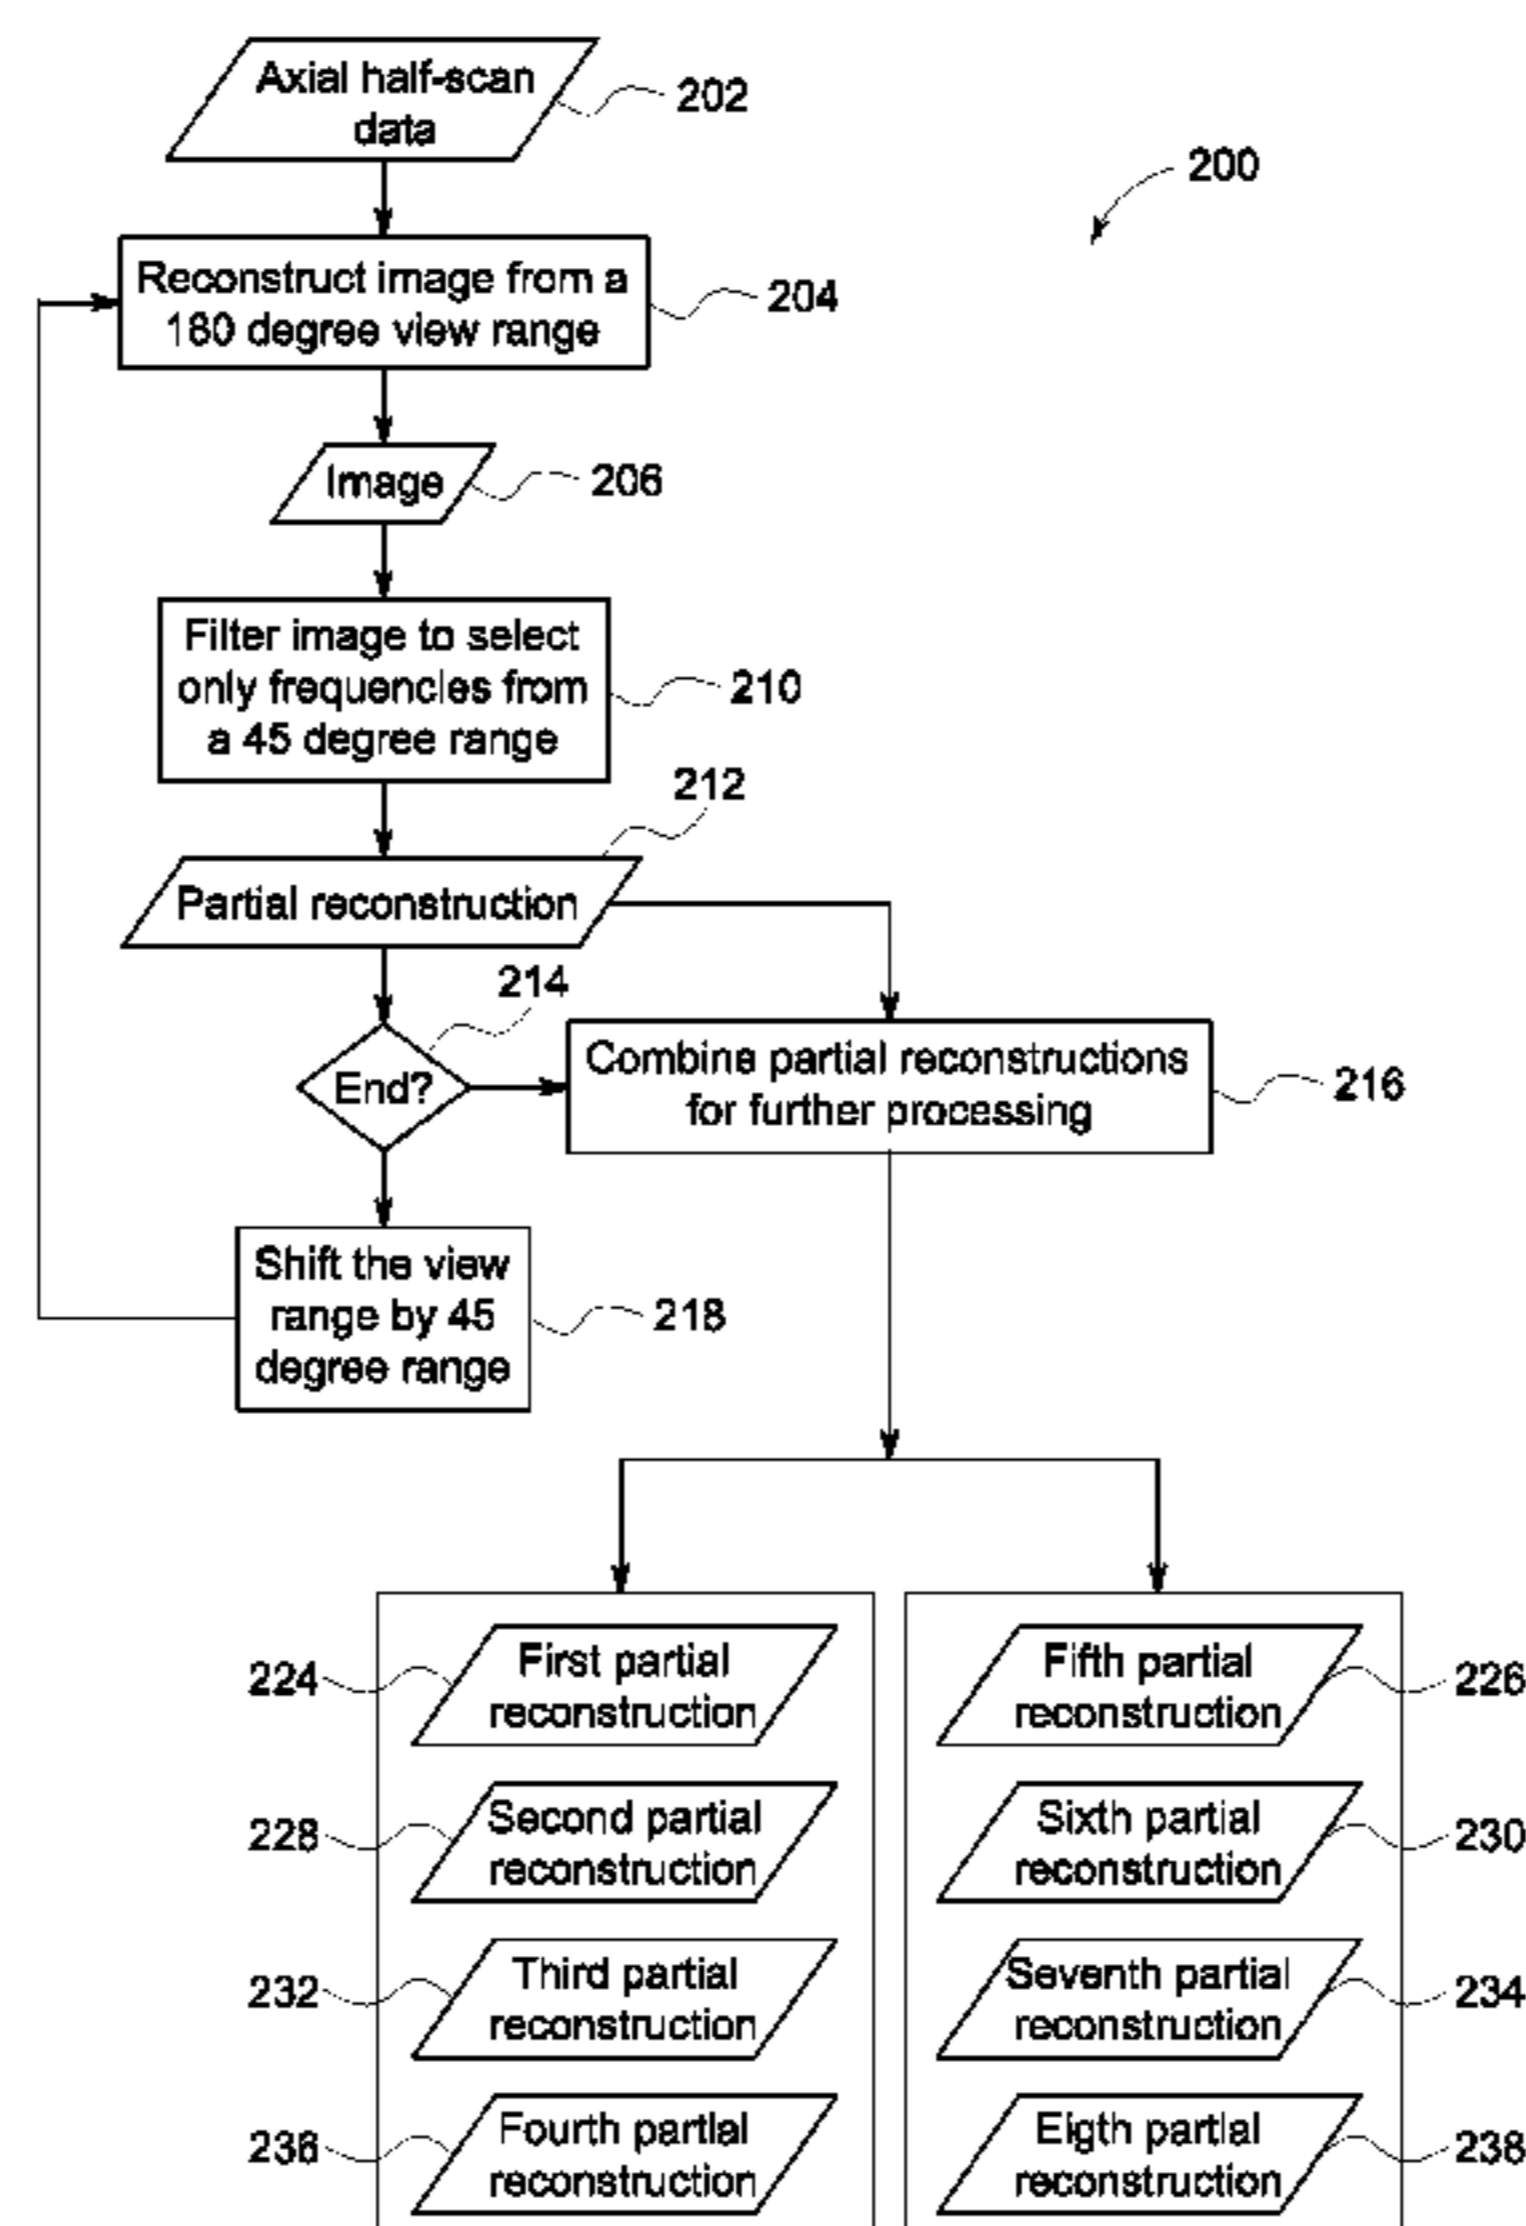 Axial half-scan
data
202
200
Reconstruct image from a
180 degree view range
204
Image
206
Filter image to select
only frequencies from
a 45 degree range
210
212
Partial reconstruction
214
End?
Combine partial reconstructions
for further processing
216
Shift the view
range by 45
degree range
218
224
First partial
reconstruction
Fifth partial
reconstruction
226
228
Second partial
reconstruction
Sixth partial
reconstruction
230
232
Third partial
reconstruction
Seventh partial
reconstruction
234
236
Fourth partial
reconstruction
Eigth partial
reconstruction
238